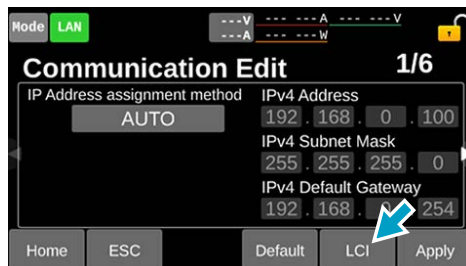 Mode LAN ---V --- --- A --- --- V
---A --- --- W
Communication Edit 1/6
IP Address assignment method IPv4 Address
AUTO 192 . 168 . 0 . 100
IPv4 Subnet Mask
255 . 255 . 255 . 0
IPv4 Default Gateway
192 . 168 . 0 . 254
Home ESC Default LCI Apply